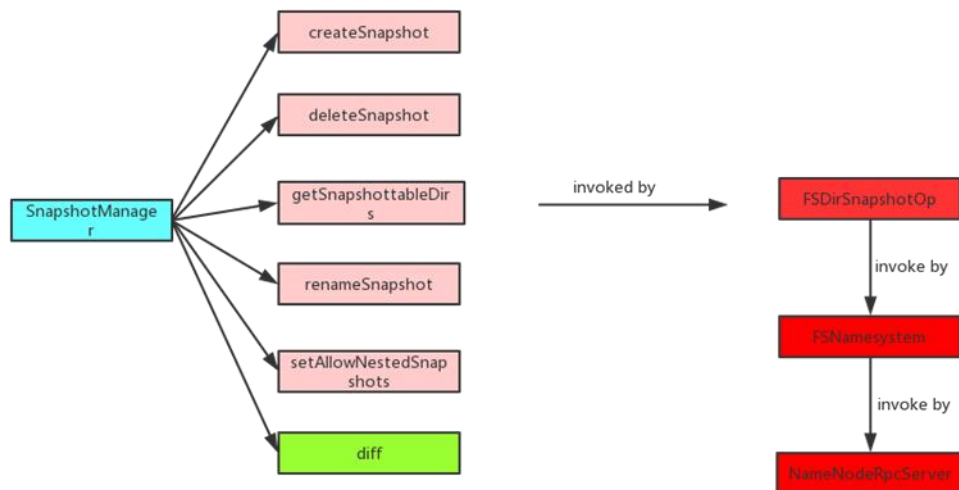 createSnapshot
deleteSnapshot
getSnapshottableDir
s
SnapshotManage
r
renameSnapshot
setAllowNestedSnap
shots
diff
invoked by
FSDirSnapshotOp
invoke by
FSNamesystem
invoke by
NameNodeRpcServer